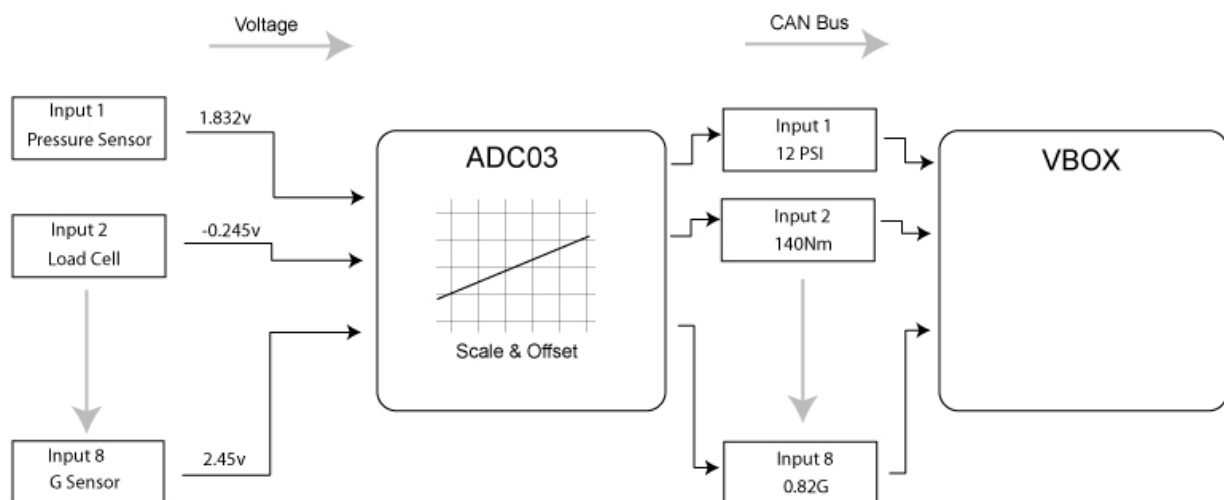 Voltage
CAN Bus
Input 1
Pressure Sensor
1.832v
Input 2
Load Cell
-0.245v
Input 8
G Sensor
2.45v
ADC03
Scale & Offset
Input 1
12 PSI
Input 2
140Nm
Input 8
0.82G
VBOX